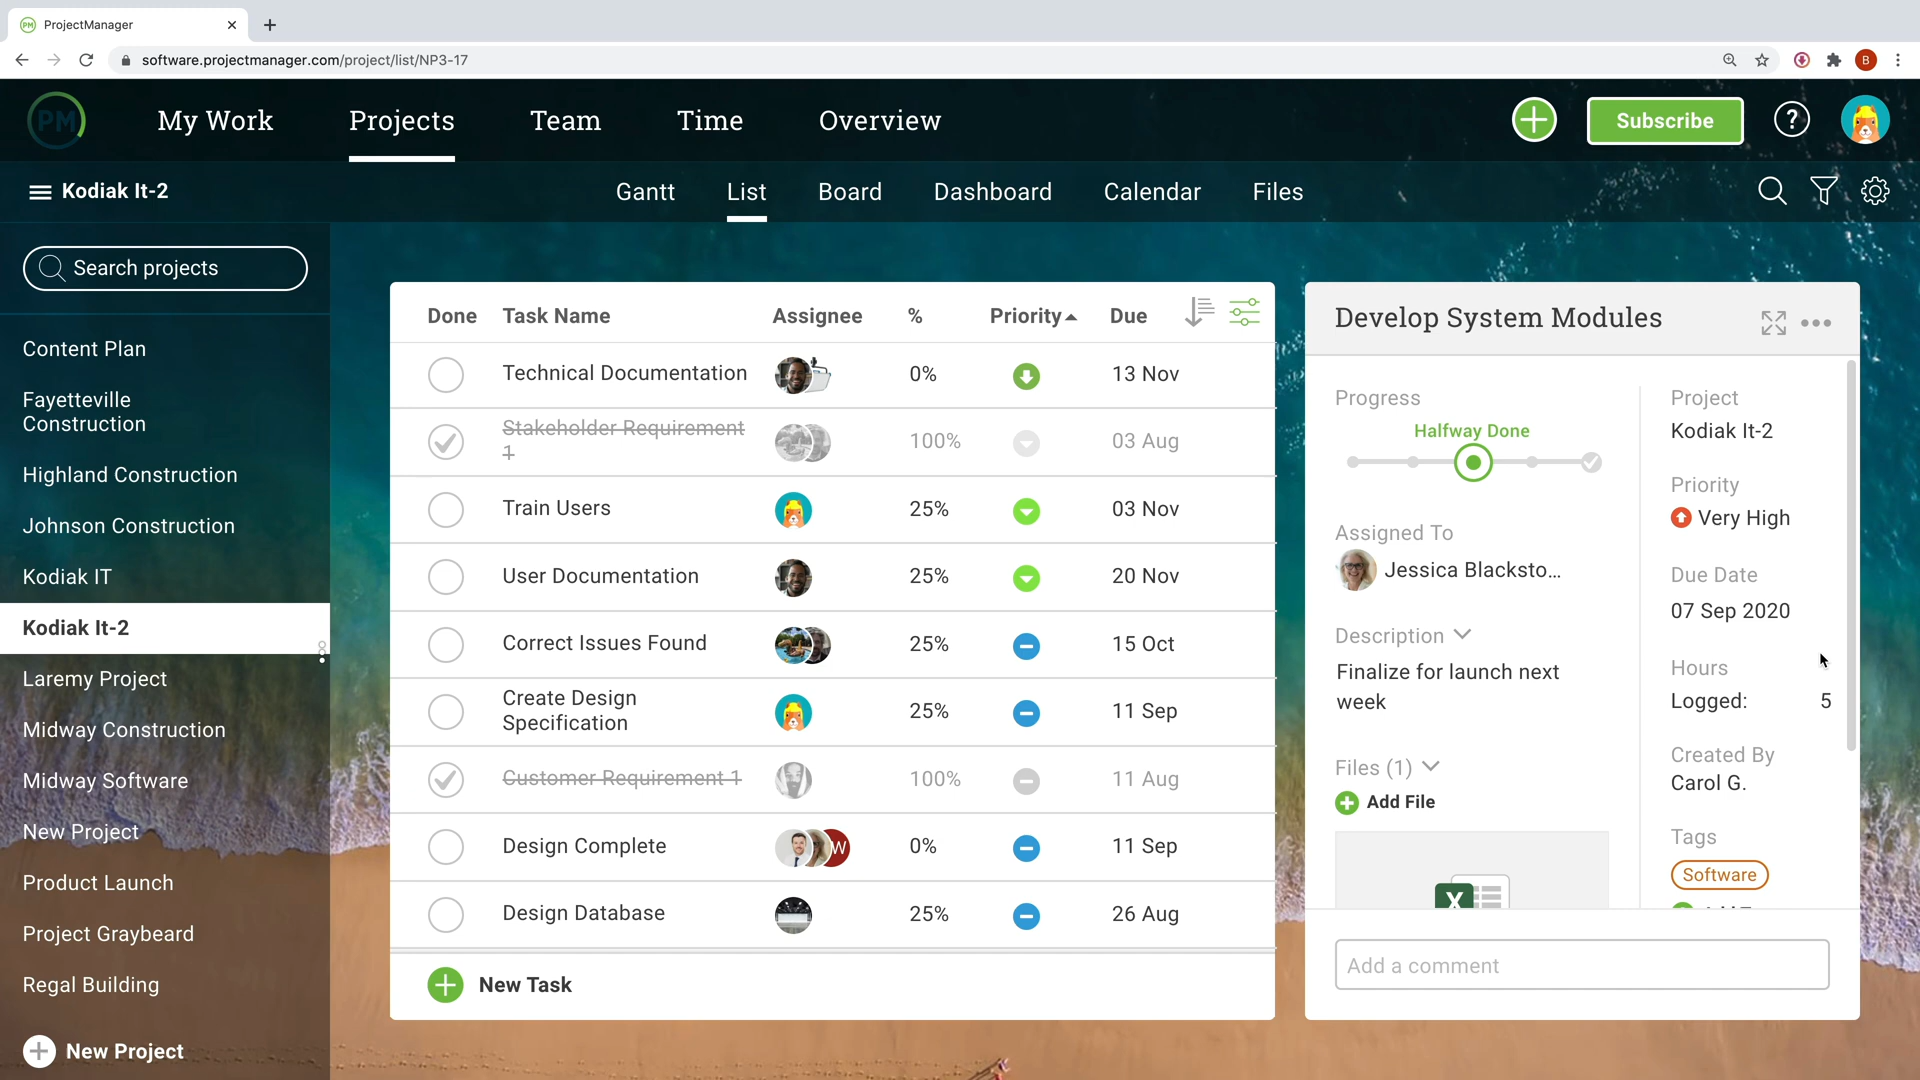 ProjectManager
software.projectmanager.com/project/list/NP3-17
B
PM
My Work
Projects
Team
Time
Overview
Subscribe
?
Kodiak It-2
Gantt
List
Board
Dashboard
Calendar
Files
Search projects
Content Plan
Fayetteville
Construction
Highland Construction
Johnson Construction
Kodiak IT
Kodiak It-2
Laremy Project
Midway Construction
Midway Software
New Project
Product Launch
Project Graybeard
Regal Building
New Project
Done Task Name Assignee % Priority Due
Technical Documentation 0% 13 Nov
Stakeholder Requirement
1
100% 03 Aug
Train Users 25% 03 Nov
User Documentation 25% 20 Nov
Correct Issues Found 25% 15 Oct
Create Design
Specification
25% 11 Sep
Customer Requirement 1 100% 11 Aug
Design Complete W 0% 11 Sep
Design Database 25% 26 Aug
New Task
Develop System Modules
Progress
Halfway Done
Assigned To
Jessica Blacksto...
Description
Finalize for launch next
week
Files (1)
Add File
X
Project
Kodiak It-2
Priority
Very High
Due Date
07 Sep 2020
Hours
Logged: 5
Created By
Carol G.
Tags
Software
Add a comment